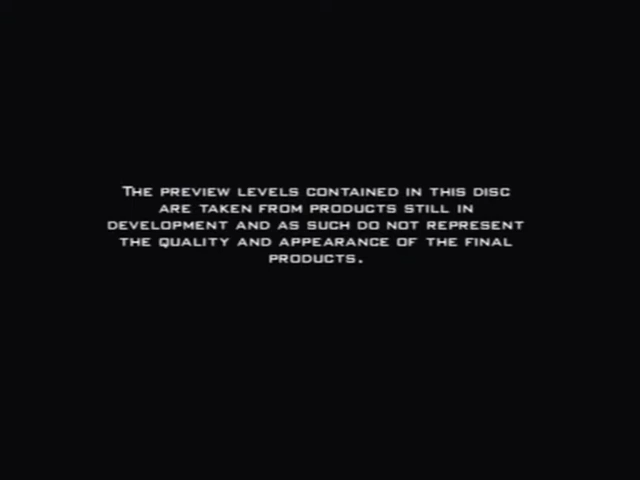 The preview levels contained in this disc
are taken from products still in
development and as such do not represent
the quality and appearance of the final
products.